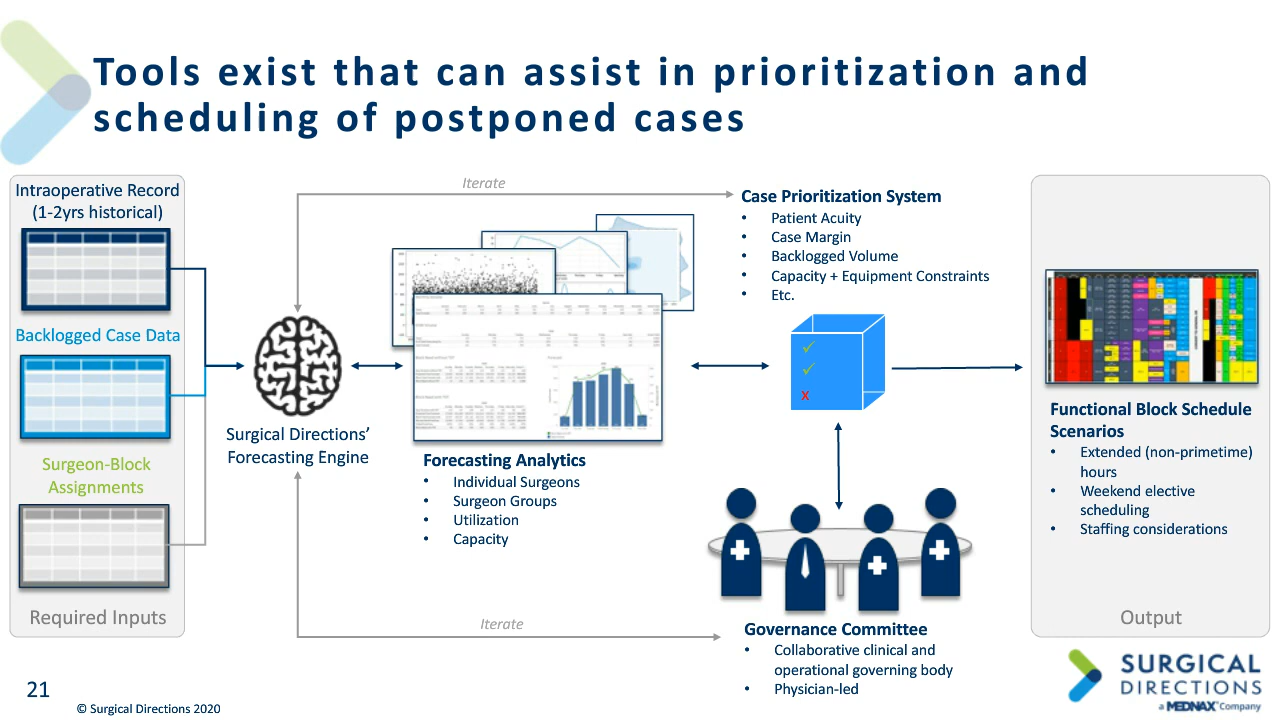 Tools exist that can assist in prioritization and
scheduling of postponed cases
Intraoperative Record
(1-2yrs historical)
Backlogged Case Data
Surgeon-Block
Assignments
Required Inputs
Iterate
Surgical Directions’
Forecasting Engine
Forecasting Analytics
• Individual Surgeons
• Surgeon Groups
• Utilization
• Capacity
Iterate
Case Prioritization System
• Patient Acuity
• Case Margin
• Backlogged Volume
• Capacity + Equipment Constraints
• Etc.
✓
✓
x
Governance Committee
• Collaborative clinical and
operational governing body
• Physician-led
Functional Block Schedule
Scenarios
• Extended (non-primetime)
hours
• Weekend elective
scheduling
• Staffing considerations
Output
SURGICAL
DIRECTIONS
a MEDNAX™ Company
21
© Surgical Directions 2020